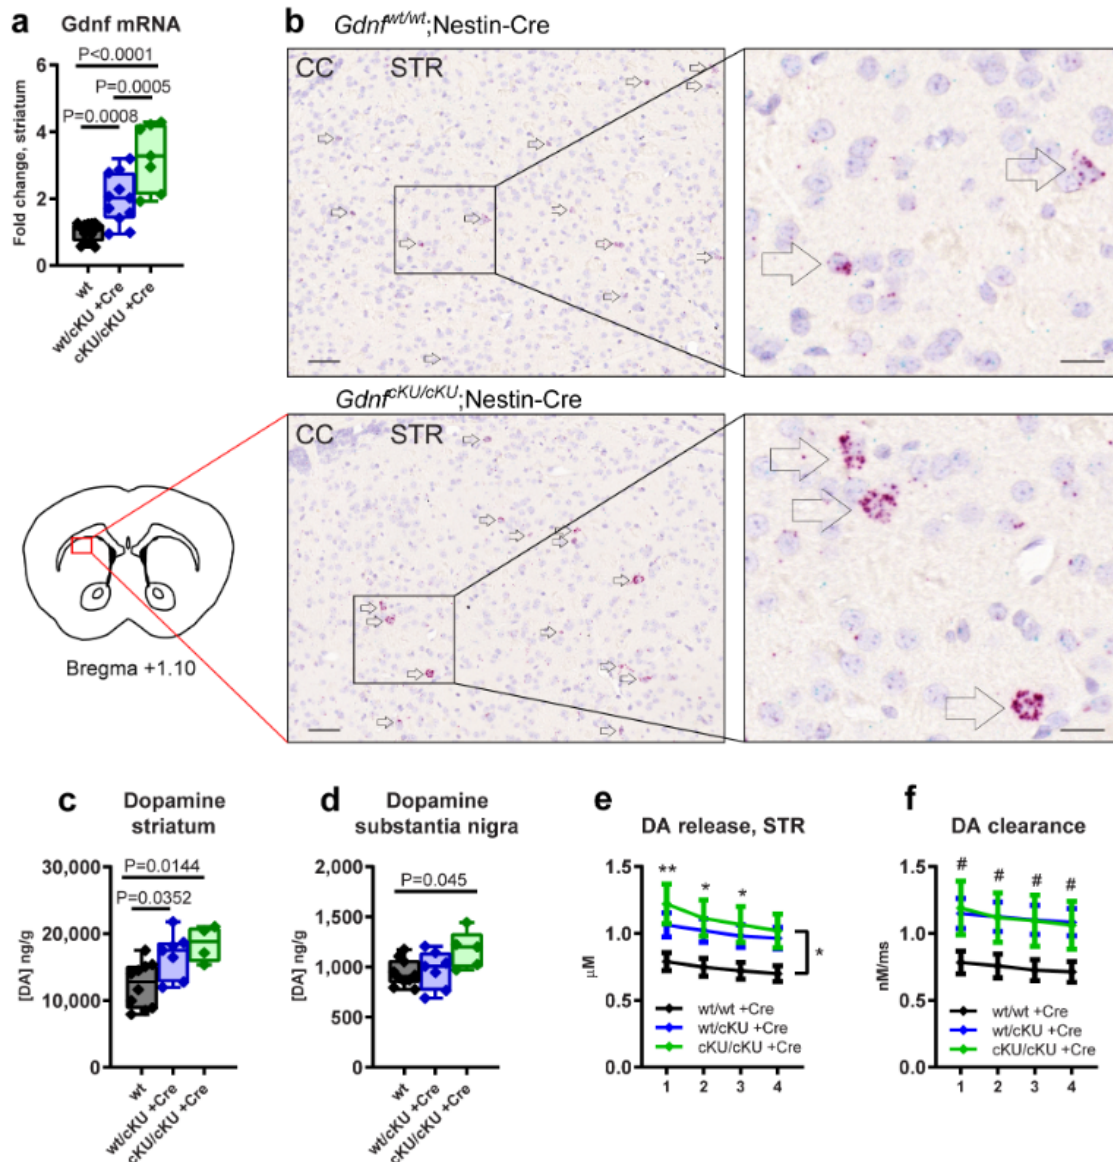 a
Gdnf mRNA
P<0.0001
P=0.0005
P=0.0008
Fold change, striatum
6
4
2
0
wt
wt/cKU +Cre
cKU/cKU +Cre
b
Gdnfwt/wt;Nestin-Cre
CC STR
GdnfcKU/cKU;Nestin-Cre
CC STR
Bregma +1.10
c
Dopamine
striatum
P=0.0144
P=0.0352
[DA] ng/g
30,000
20,000
10,000
0
wt
wt/cKU +Cre
cKU/cKU +Cre
d
Dopamine
substantia nigra
P=0.045
[DA] ng/g
2,000
1,500
1,000
500
0
wt
wt/cKU +Cre
cKU/cKU +Cre
e
DA release, STR
µM
1.5
1.0
0.5
0.0
** * *
*
wt/wt +Cre
wt/cKU +Cre
cKU/cKU +Cre
1 2 3 4
f
DA clearance
nM/ms
1.5
1.0
0.5
0.0
# # # #
wt/wt +Cre
wt/cKU +Cre
cKU/cKU +Cre
1 2 3 4